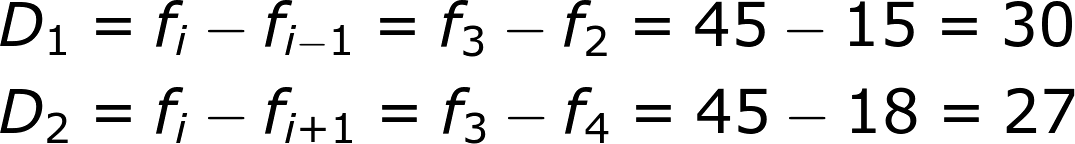 D₁ = fᵢ − fᵢ₋₁ = f₃ − f₂ = 45 − 15 = 30
D₂ = fᵢ − fᵢ₊₁ = f₃ − f₄ = 45 − 18 = 27